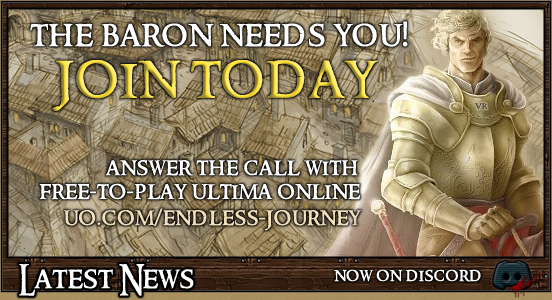 THE BARON NEEDS YOU!
JOIN TODAY
VR
ANSWER THE CALL WITH
FREE-TO-PLAY ULTIMA ONLINE
UO.COM/ENDLESS-JOURNEY
LATEST NEWS
NOW ON DISCORD